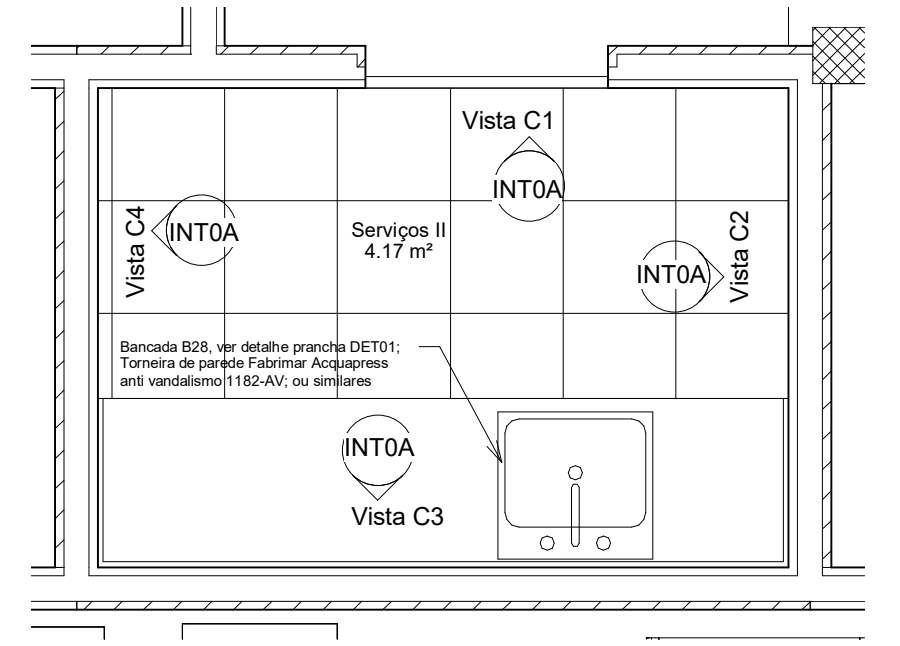 Vista C1
INT0A
Vista C4
INT0A
Serviços II
4.17 m²
INT0A
Vista C2
Bancada B28, ver detalhe prancha DET01;
Torneira de parede Fabrimar Acquapress
anti vandalismo 1182-AV; ou similares
INT0A
Vista C3